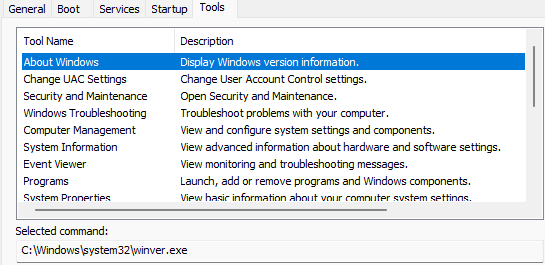 General Boot Services Startup Tools
Tool Name Description
About Windows Display Windows version information.
Change UAC Settings Change User Account Control settings.
Security and Maintenance Open Security and Maintenance.
Windows Troubleshooting Troubleshoot problems with your computer.
Computer Management View and configure system settings and components.
System Information View advanced information about hardware and software settings.
Event Viewer View monitoring and troubleshooting messages.
Programs Launch, add or remove programs and Windows components.
System Properties View basic information about your computer system settings.
Selected command:
C:\Windows\system32\winver.exe